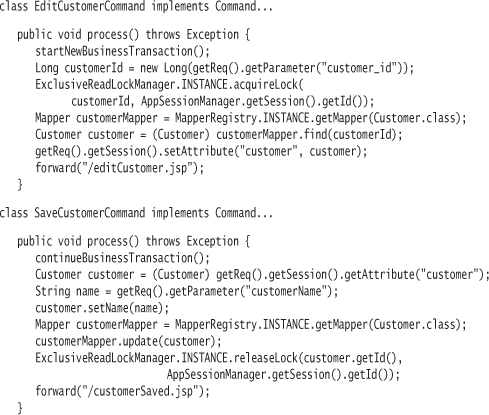 class EditCustomerCommand implements Command...
public void process() throws Exception {
startNewBusinessTransaction();
Long customerId = new Long(getReq().getParameter("customer_id"));
ExclusiveReadLockManager.INSTANCE.acquireLock(
customerId, AppSessionManager.getSession().getId());
Mapper customerMapper = MapperRegistry.INSTANCE.getMapper(Customer.class);
Customer customer = (Customer) customerMapper.find(customerId);
getReq().getSession().setAttribute("customer", customer);
forward("/editCustomer.jsp");
}
class SaveCustomerCommand implements Command...
public void process() throws Exception {
continueBusinessTransaction();
Customer customer = (Customer) getReq().getSession().getAttribute("customer");
String name = getReq().getParameter("customerName");
customer.setName(name);
Mapper customerMapper = MapperRegistry.INSTANCE.getMapper(Customer.class);
customerMapper.update(customer);
ExclusiveReadLockManager.INSTANCE.releaseLock(customer.getId(),
AppSessionManager.getSession().getId());
forward("/customerSaved.jsp");
}